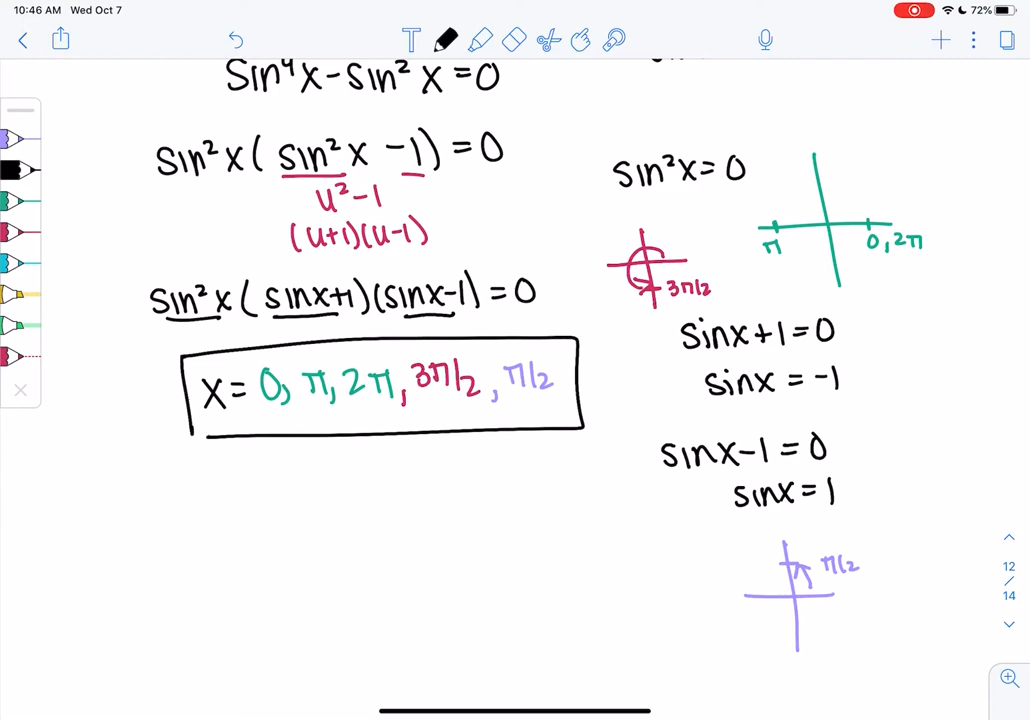 10:46 AM Wed Oct 7
72%
Sin⁴x-sin²x=0
sin²x(sin²x-1)=0
u²-1
(u+1)(u-1)
sin²x(sinx+1)(sinx-1)=0
x=0,π,2π,3π/2,π/2
sin²x=0
π
0,2π
3π/2
sinx+1=0
sinx=-1
sinx-1=0
sinx=1
π/2
12
/
14